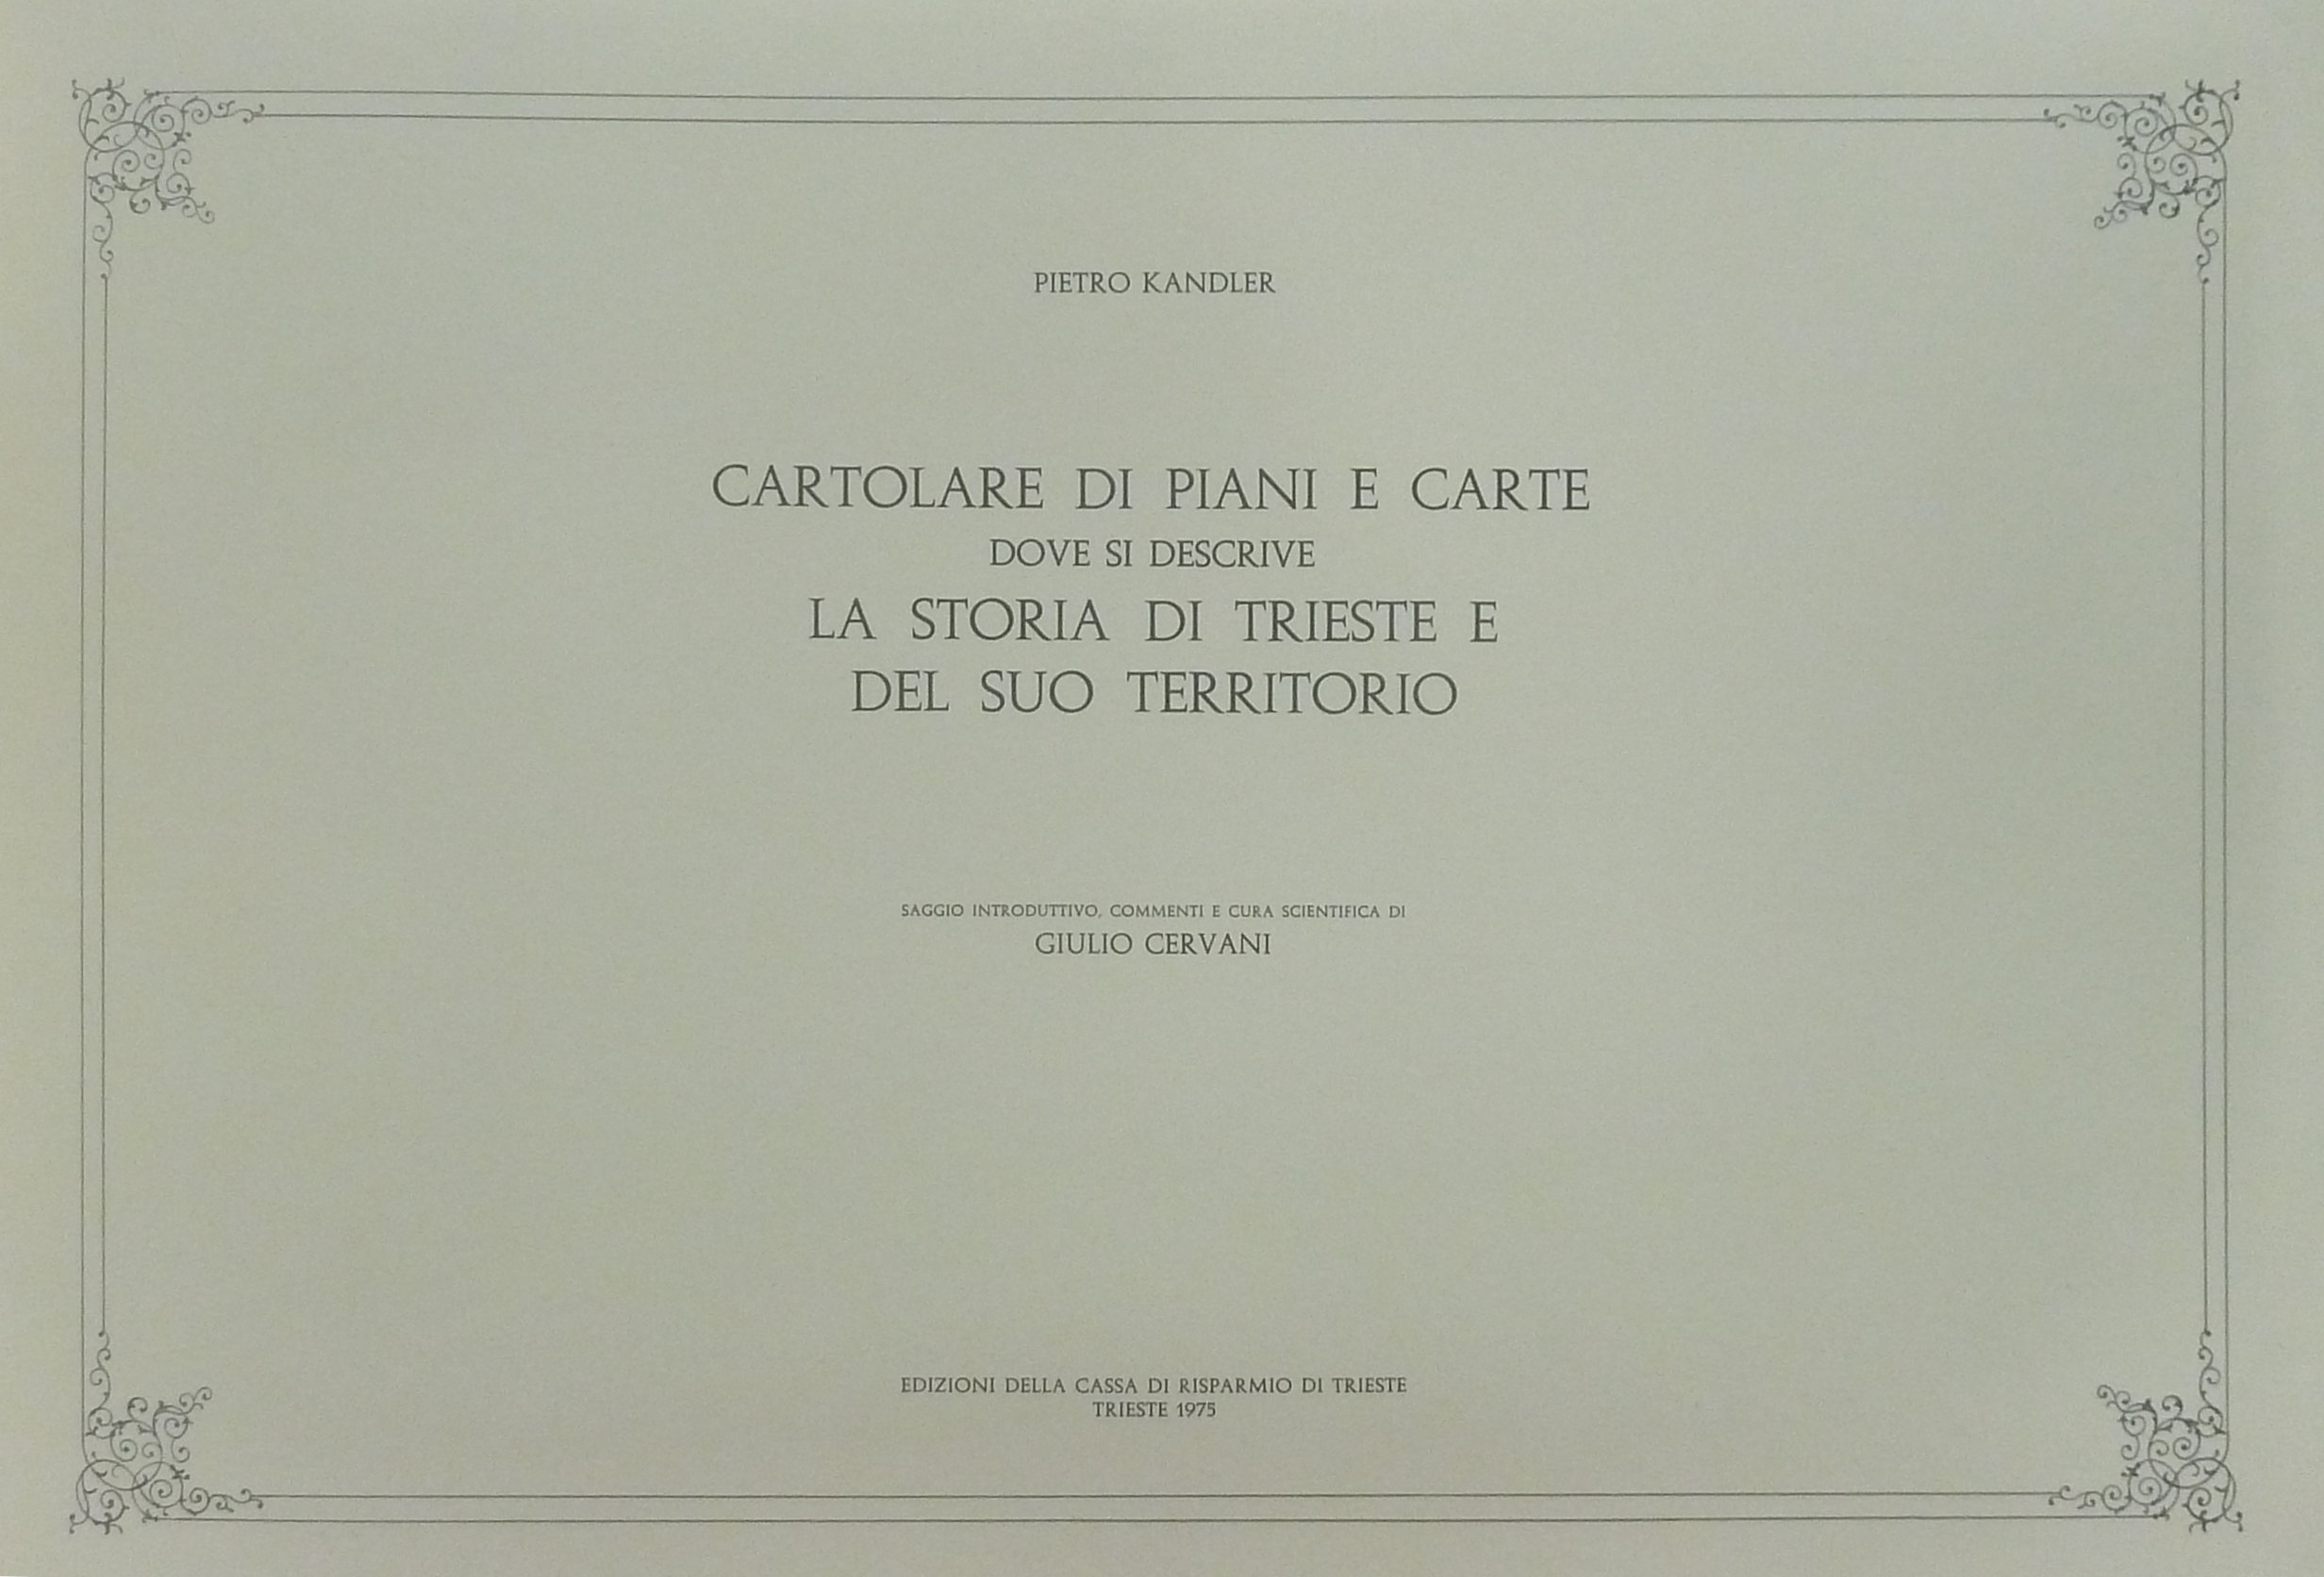 PIETRO KANDLER
CARTOLARE DI PIANI E CARTE
DOVE SI DESCRIVE
LA STORIA DI TRIESTE E
DEL SUO TERRITORIO
SAGGIO INTRODUTTIVO, COMMENTI E CURA SCIENTIFICA DI
GIULIO CERVANI
EDIZIONI DELLA CASSA DI RISPARMIO DI TRIESTE
TRIESTE 1975